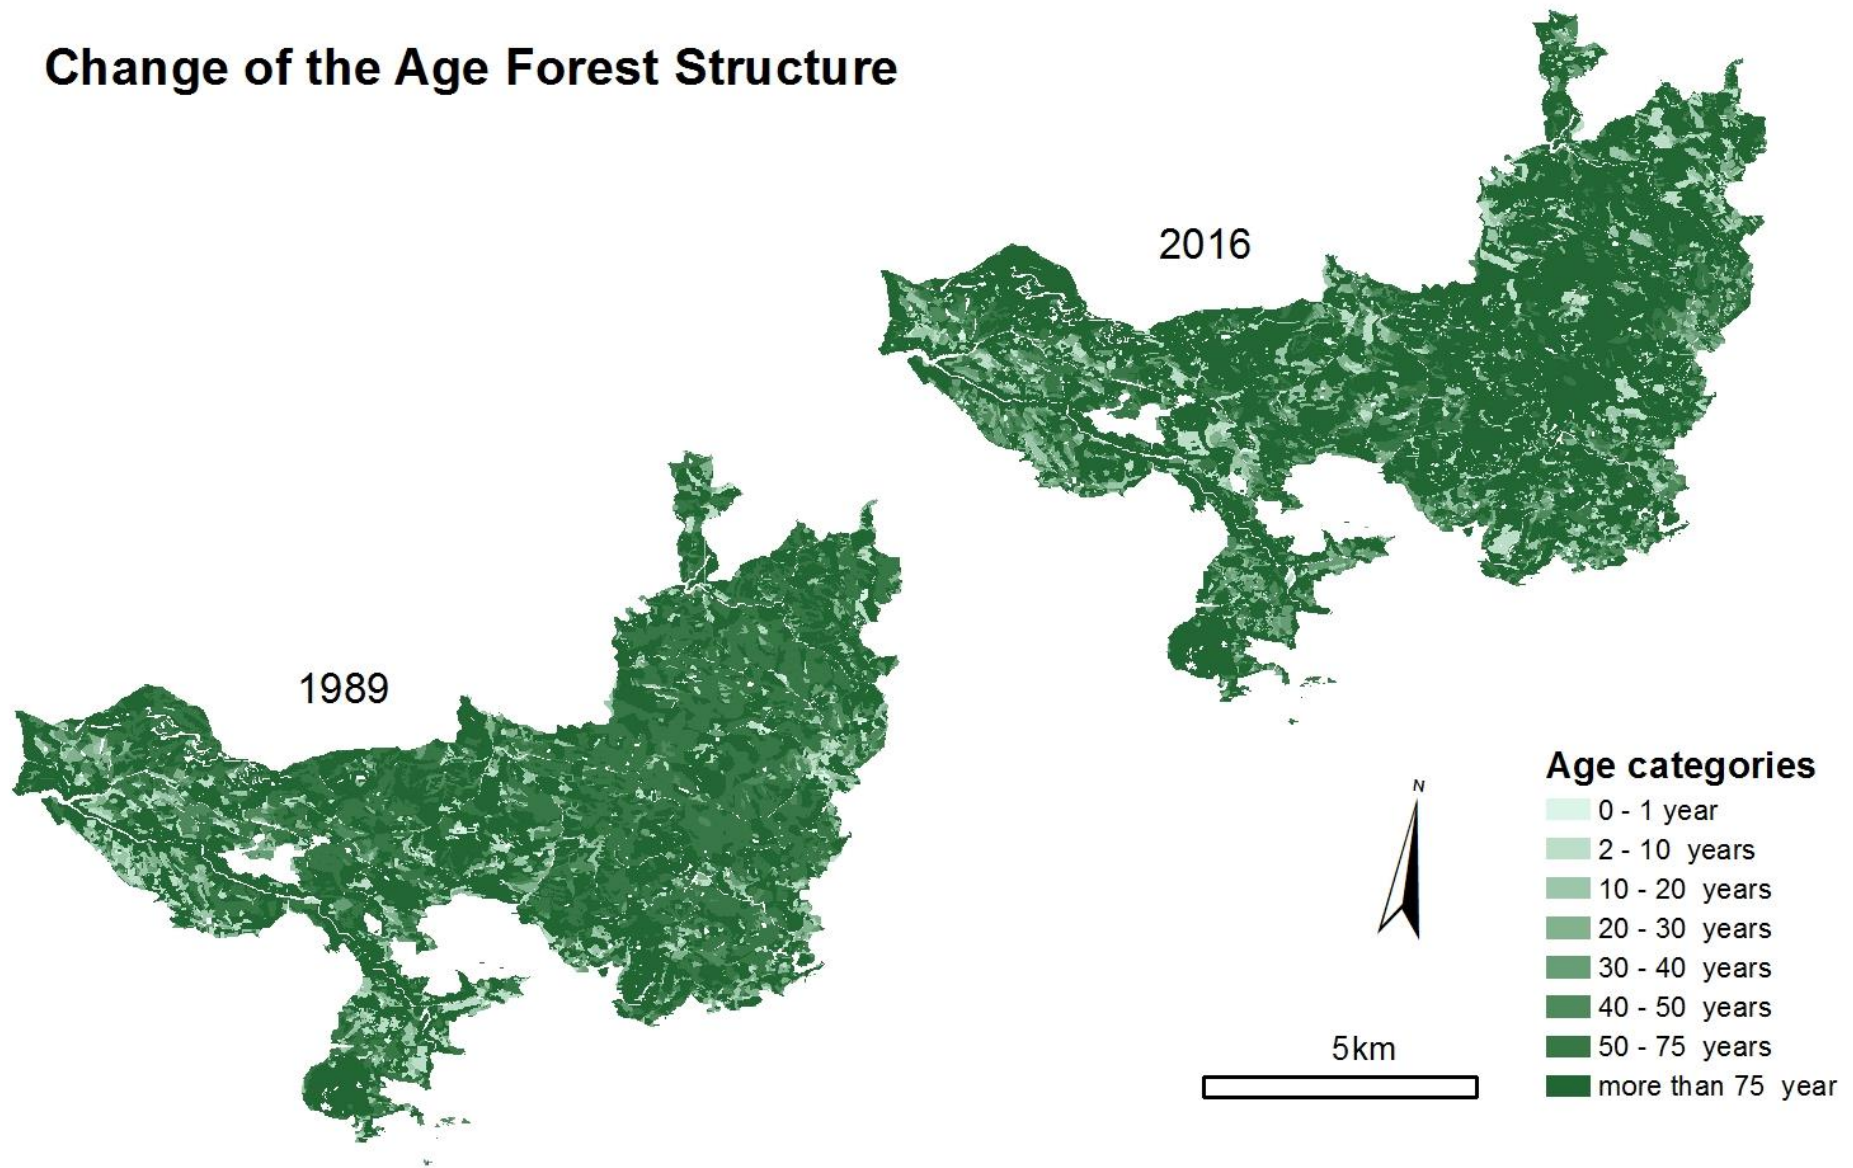 Change of the Age Forest Structure
2016
1989
N
5km
Age categories
0 - 1 year
2 - 10 years
10 - 20 years
20 - 30 years
30 - 40 years
40 - 50 years
50 - 75 years
more than 75 year